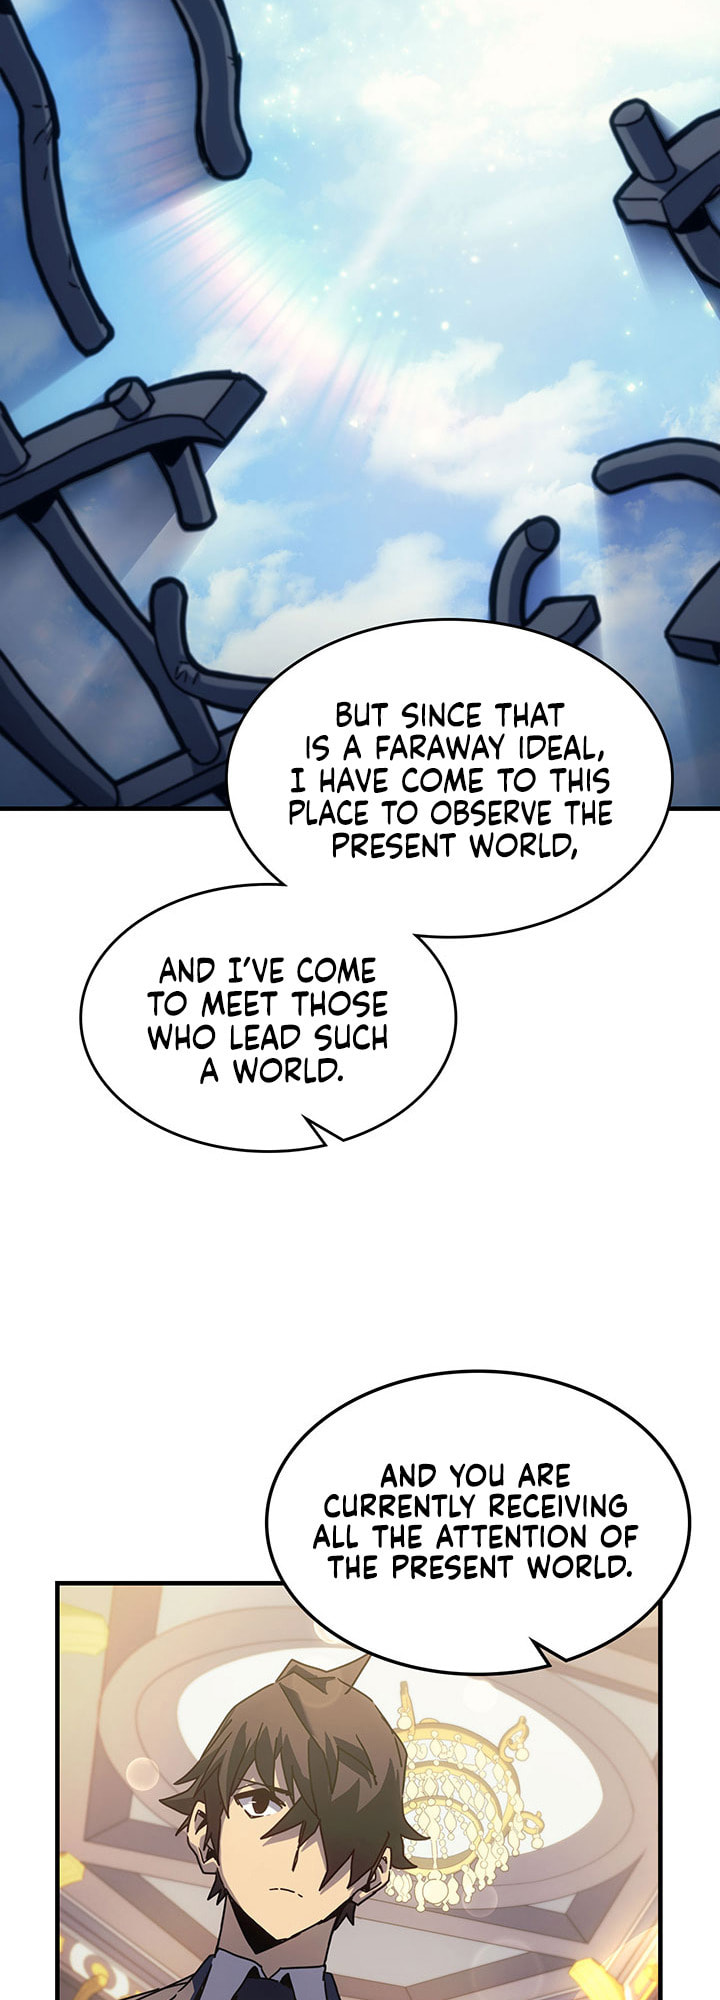 BUT SINCE THAT
IS A FARAWAY IDEAL,
I HAVE COME TO THIS
PLACE TO OBSERVE THE
PRESENT WORLD,
AND I'VE COME
TO MEET THOSE
WHO LEAD SUCH
A WORLD.
AND YOU ARE
CURRENTLY RECEIVING
ALL THE ATTENTION OF
THE PRESENT WORLD.